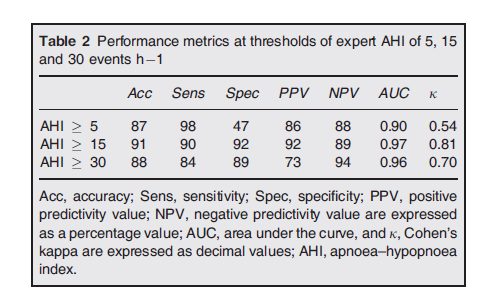 Table 2 Performance metrics at thresholds of expert AHI of 5, 15
and 30 events h−1
Acc Sens Spec PPV NPV AUC κ
AHI ≥ 5 87 98 47 86 88 0.90 0.54
AHI ≥ 15 91 90 92 92 89 0.97 0.81
AHI ≥ 30 88 84 89 73 94 0.96 0.70
Acc, accuracy; Sens, sensitivity; Spec, specificity; PPV, positive
predictivity value; NPV, negative predictivity value are expressed
as a percentage value; AUC, area under the curve, and κ, Cohen's
kappa are expressed as decimal values; AHI, apnoea–hypopnoea
index.